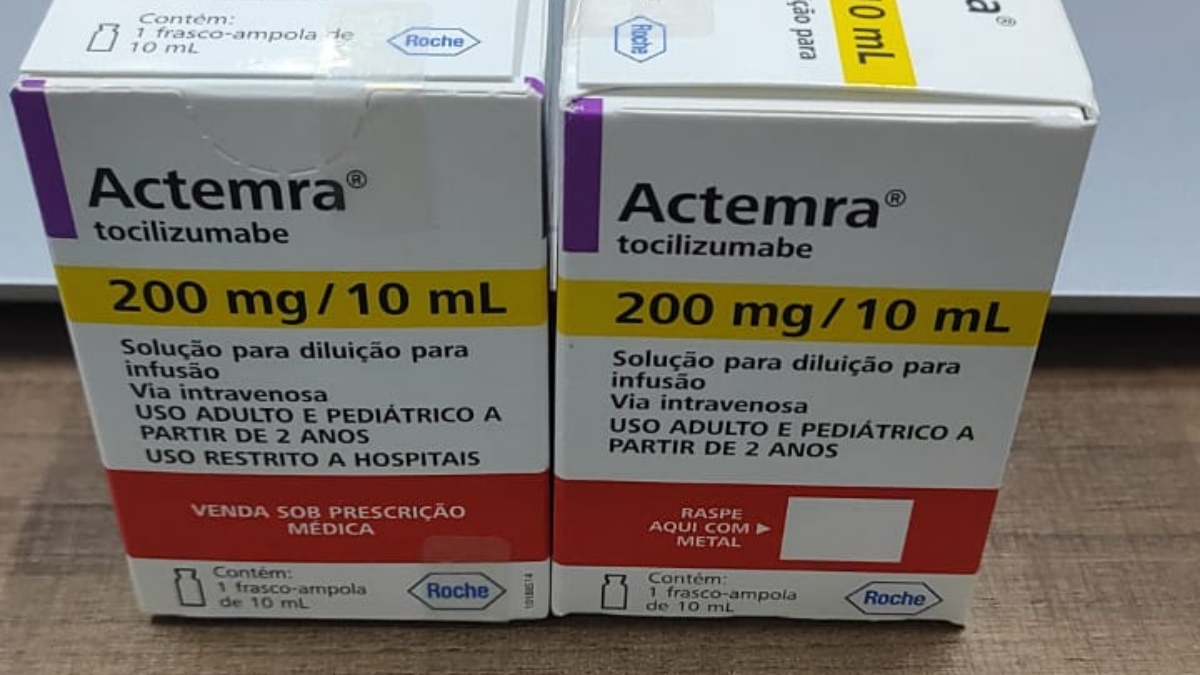 Contém:
1 frasco-ampola de
10 mL
Roche
Actemra®
tocilizumabe
200 mg/10 mL
Solução para diluição para
infusão
Via intravenosa
USO ADULTO E PEDIÁTRICO A
PARTIR DE 2 ANOS
USO RESTRITO A HOSPITAIS
VENDA SOB PRESCRIÇÃO
MÉDICA
Contém:
1 frasco-ampola
de 10 mL
Roche
Roche
ção para
0 mL
a®
Actemra®
tocilizumabe
200 mg/10 mL
Solução para diluição para
infusão
Via intravenosa
USO ADULTO E PEDIÁTRICO A
PARTIR DE 2 ANOS
RASPE
AQUI COM ▶
METAL
Contém:
1 frasco-ampola
de 10 mL
Roche